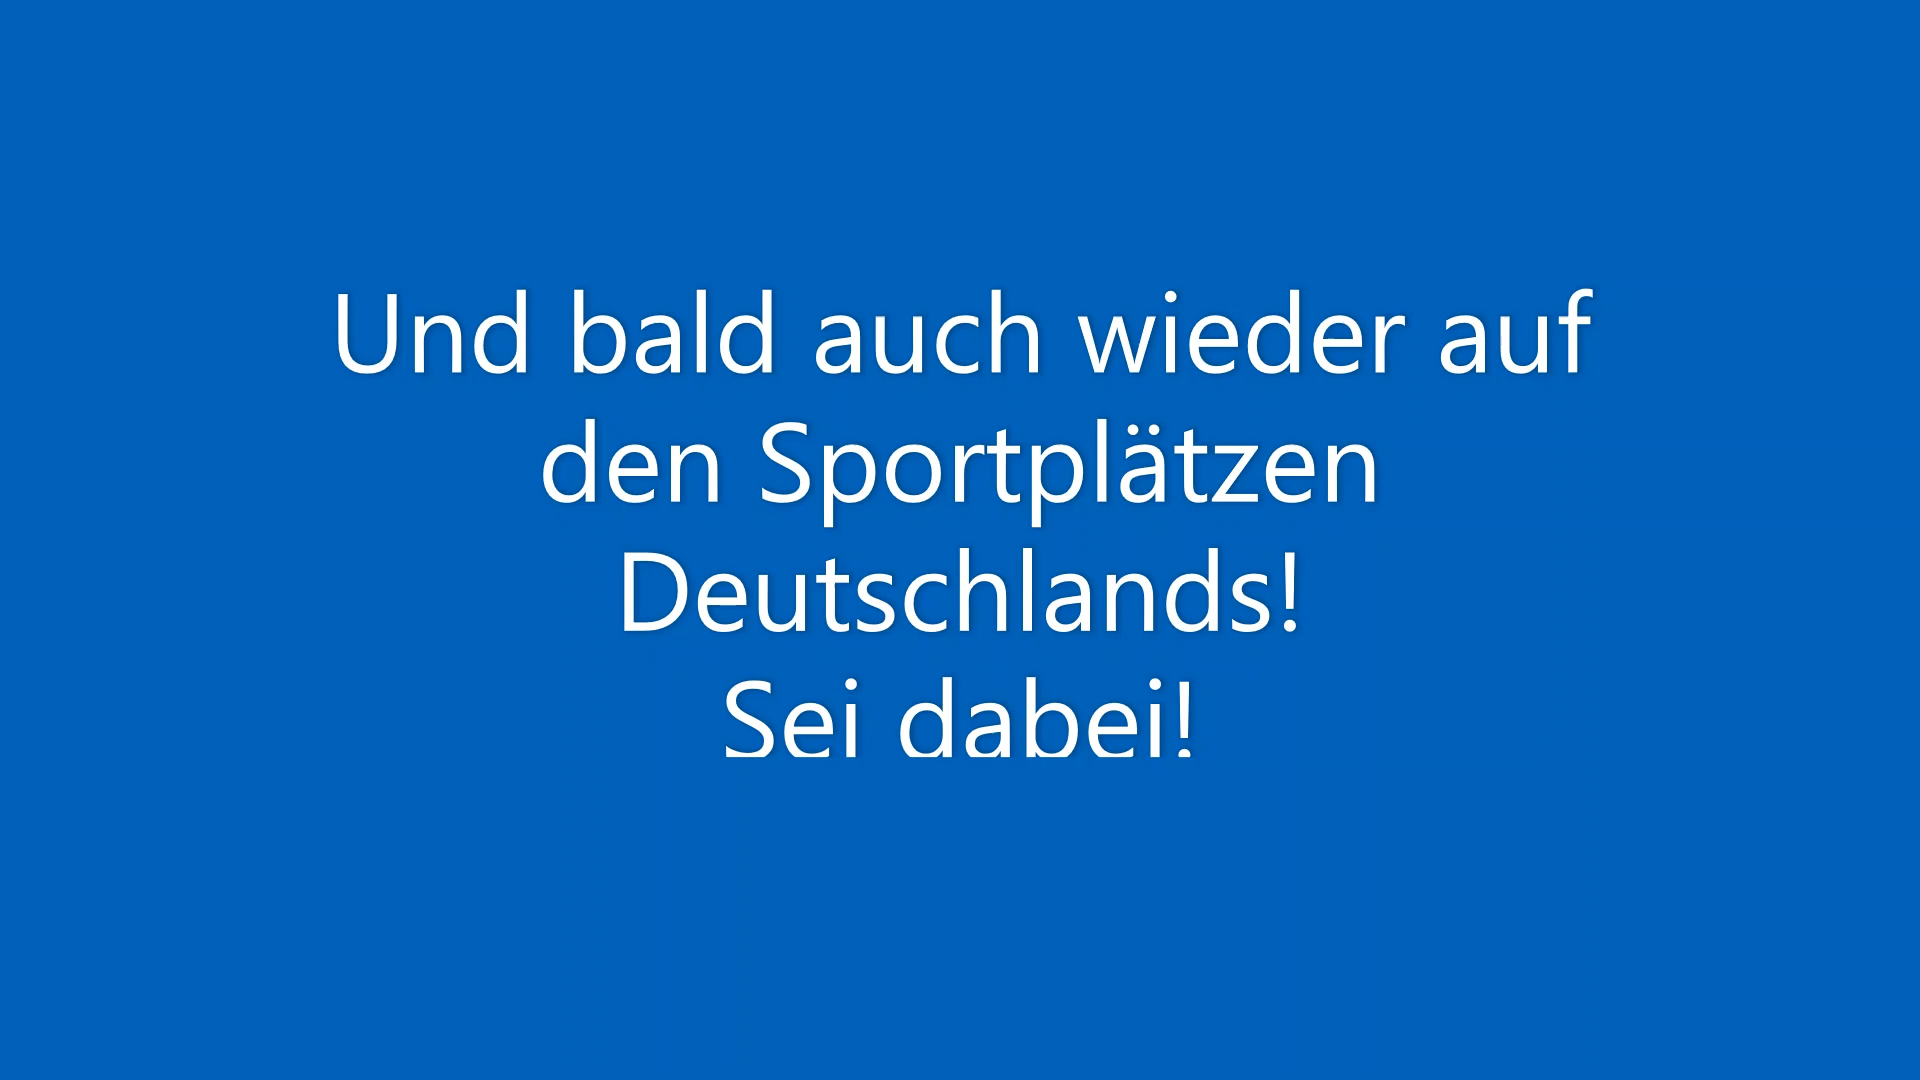 Und bald auch wieder auf
den Sportplätzen
Deutschlands!
Sei dabei!